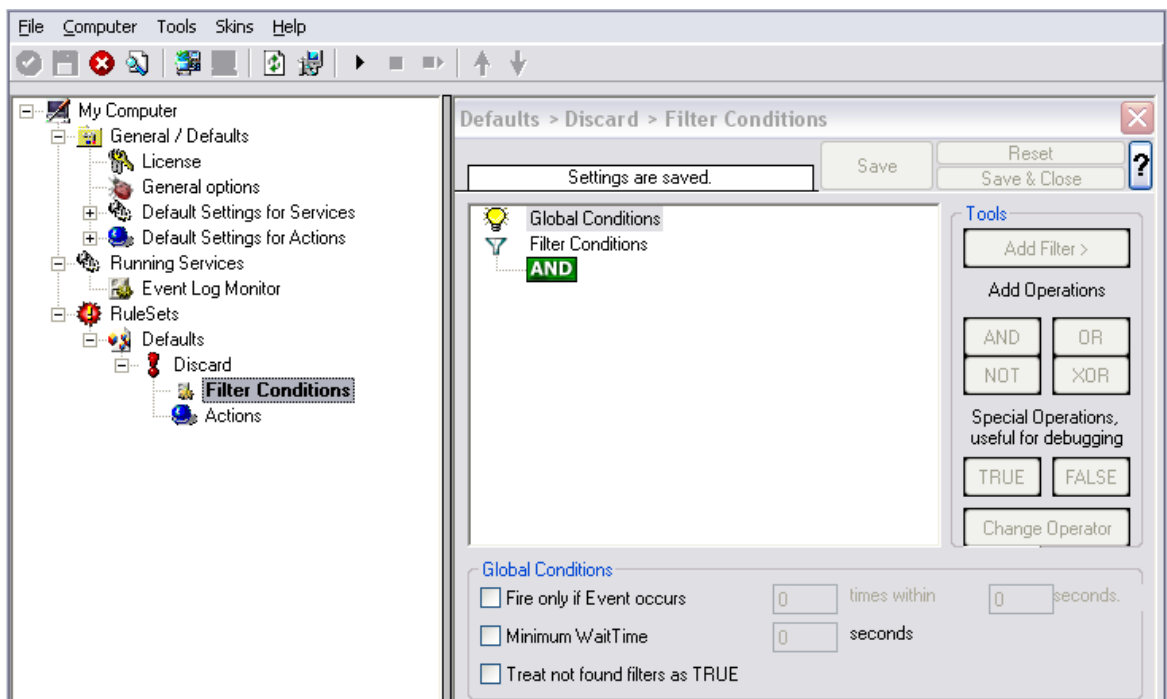 File Computer Tools Skins Help
My Computer
General / Defaults
License
General options
Default Settings for Services
Default Settings for Actions
Running Services
Event Log Monitor
RuleSets
Defaults
Discard
Filter Conditions
Actions
Defaults > Discard > Filter Conditions
Settings are saved.
Save
Reset
Save & Close
?
Global Conditions
Filter Conditions
AND
Tools
Add Filter >
Add Operations
AND OR
NOT XOR
Special Operations,
useful for debugging
TRUE FALSE
Change Operator
Global Conditions
Fire only if Event occurs 0 times within 0 seconds.
Minimum WaitTime 0 seconds
Treat not found filters as TRUE